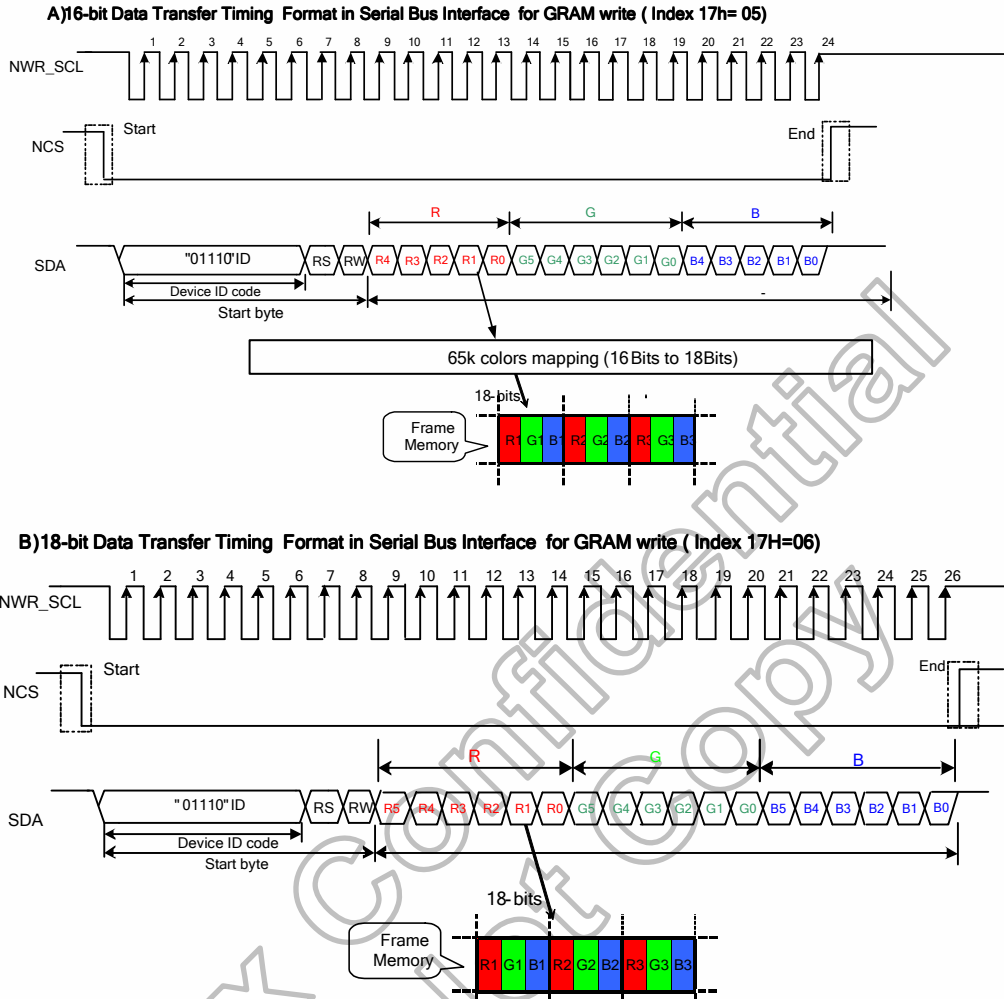 A)16-bit Data Transfer Timing Format in Serial Bus Interface for GRAM write ( Index 17h= 05)
1 2 3 4 5 6 7 8 9 10 11 12 13 14 15 16 17 18 19 20 21 22 23 24
NWR_SCL
Start
End
NCS
R G B
SDA
"01110"ID RS RW R4 R3 R2 R1 R0 G5 G4 G3 G2 G1 G0 B4 B3 B2 B1 B0
Device ID code
-
Start byte
65k colors mapping (16Bits to 18Bits)
18-bits
Frame
Memory
R1 G1 B1 R2 G2 B2 R3 G3 B3
B)18-bit Data Transfer Timing Format in Serial Bus Interface for GRAM write ( Index 17H=06)
1 2 3 4 5 6 7 8 9 10 11 12 13 14 15 16 17 18 19 20 21 22 23 24 25 26
NWR_SCL
Start
End
NCS
R G B
SDA
"01110"ID RS RW R5 R4 R3 R2 R1 R0 G5 G4 G3 G2 G1 G0 B5 B4 B3 B2 B1 B0
Device ID code
Start byte
18-bits
Frame
Memory
R1 G1 B1 R2 G2 B2 R3 G3 B3
x Confidential
ot Copy